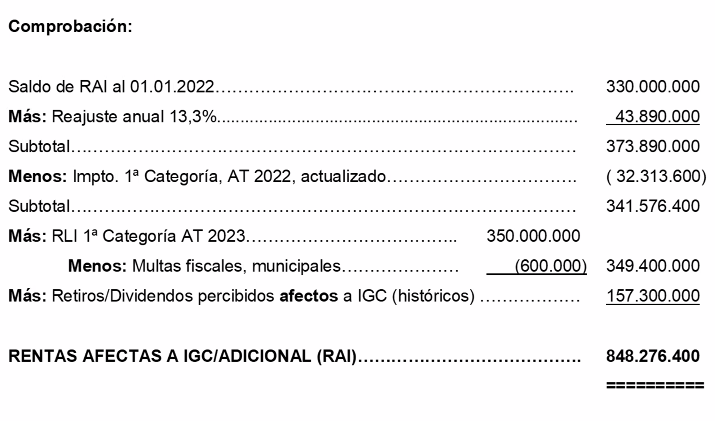 Comprobación:
Saldo de RAI al 01.01.2022…………………………………………………………. 330.000.000
Más: Reajuste anual 13,3%............................................................................... 43.890.000
Subtotal……………………………………………………………………………… 373.890.000
Menos: Impto. 1ª Categoría, AT 2022, actualizado……………………………. ( 32.313.600)
Subtotal……………………………………………………………………………… 341.576.400
Más: RLI 1ª Categoría AT 2023……………………………….. 350.000.000
Menos: Multas fiscales, municipales………………… (600.000) 349.400.000
Más: Retiros/Dividendos percibidos afectos a IGC (históricos) ……………… 157.300.000
RENTAS AFECTAS A IGC/ADICIONAL (RAI)…………………………………. 848.276.400
==========